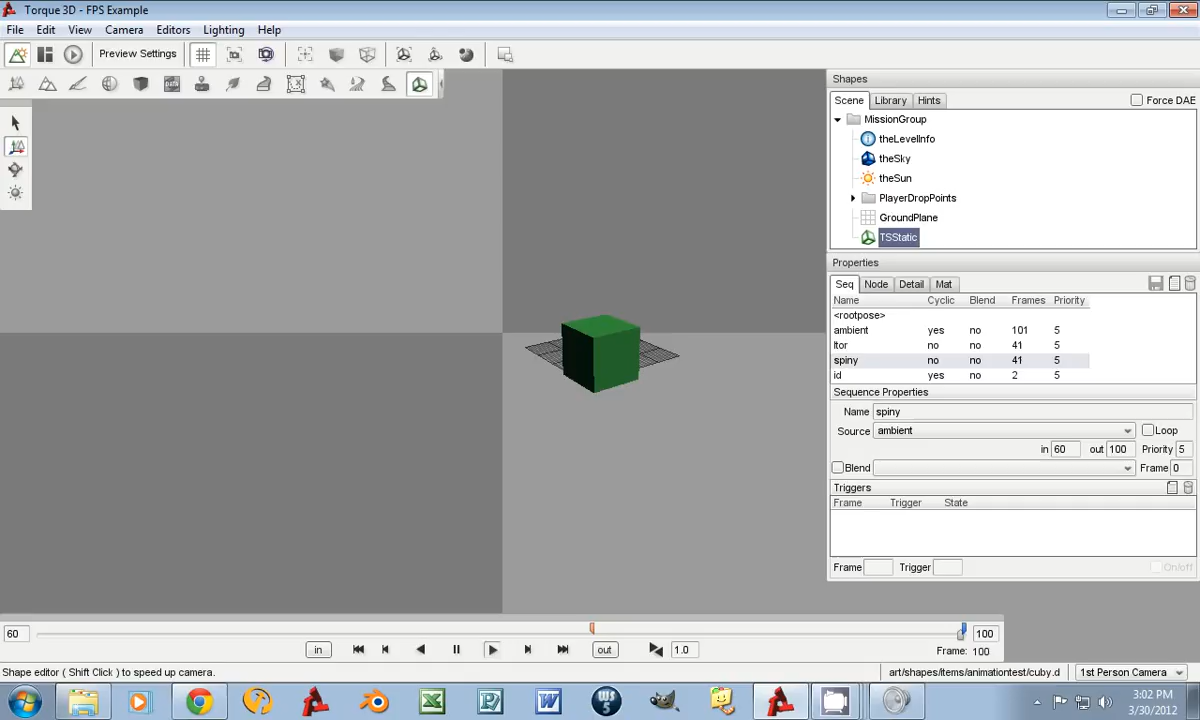 Torque 3D - FPS Example
File Edit View Camera Editors Lighting Help
Preview Settings
DATA
Shapes
Scene Library Hints Force DAE
MissionGroup
theLevelInfo
theSky
theSun
PlayerDropPoints
GroundPlane
TSStatic
Properties
Seq Node Detail Mat
Name Cyclic Blend Frames Priority
<rootpose>
ambient yes no 101 5
ltor no no 41 5
spiny no no 41 5
id yes no 2 5
Sequence Properties
Name spiny
Source ambient Loop
in 60 out 100 Priority 5
Blend Frame 0
Triggers
Frame Trigger State
Frame Trigger On/off
60 100
in out 1.0 Frame: 100
Shape editor ( Shift Click ) to speed up camera. art/shapes/items/animationtest/cuby.d 1st Person Camera
W WS 5
3:02 PM
3/30/2012